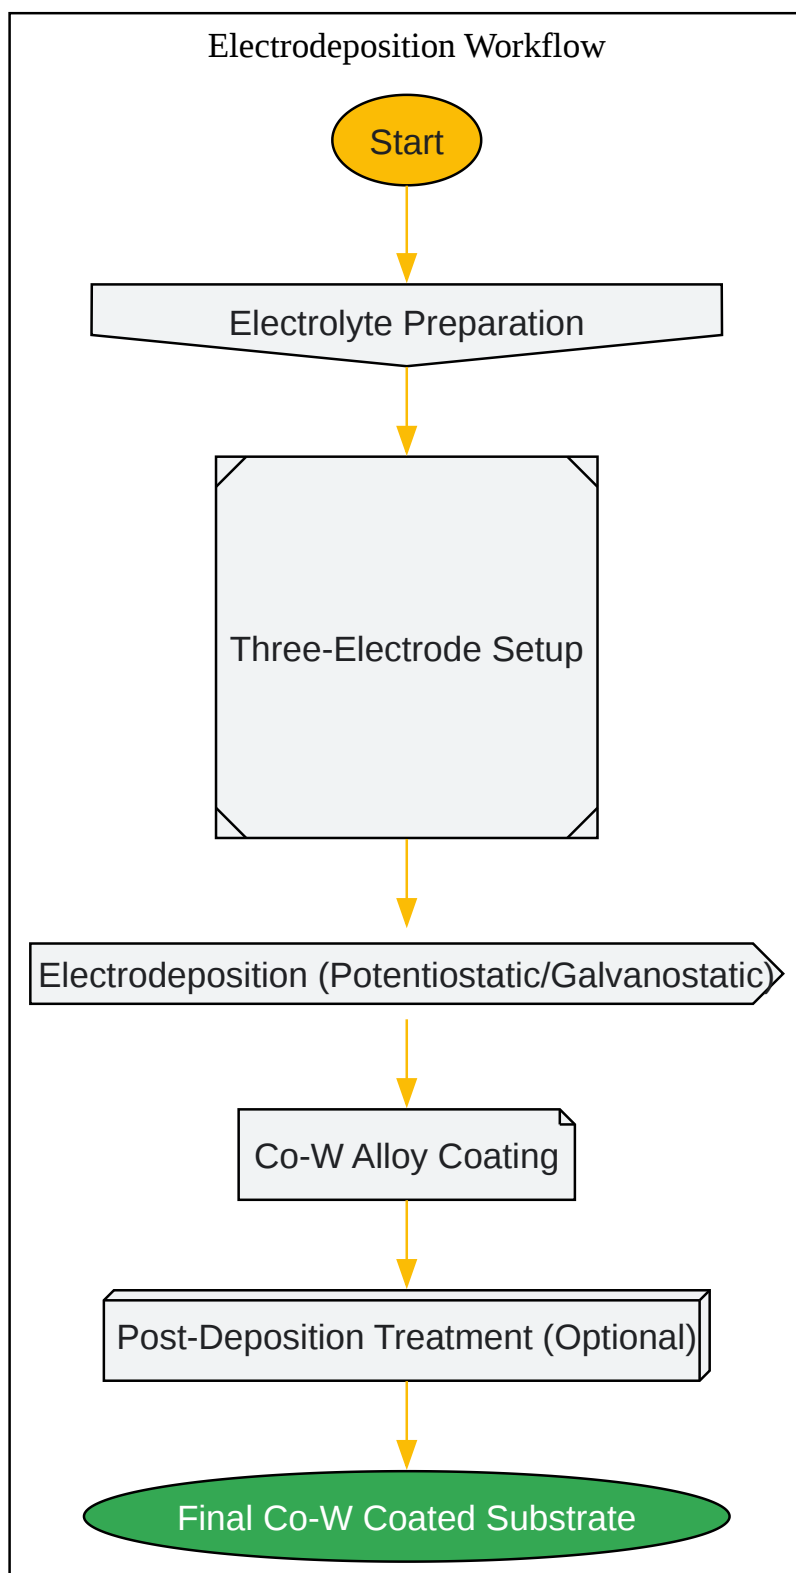 Electrodeposition Workflow
Start
Electrolyte Preparation
Three-Electrode Setup
Electrodeposition (Potentiostatic/Galvanostatic)
Co-W Alloy Coating
Post-Deposition Treatment (Optional)
Final Co-W Coated Substrate